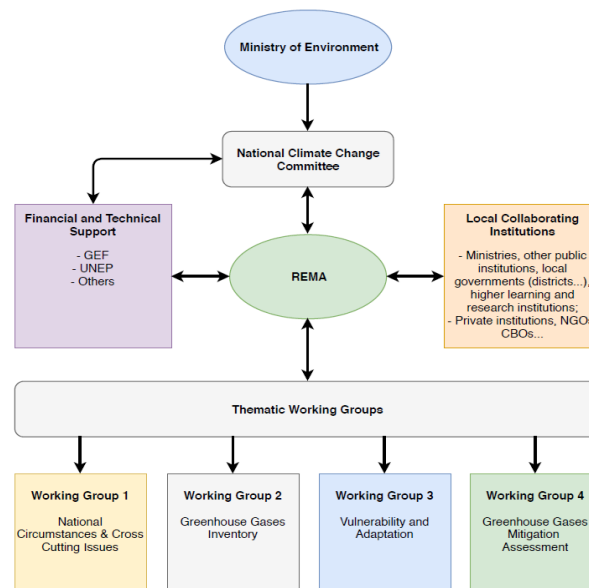 Ministry of Environment
National Climate Change
Committee
Financial and Technical
Support
- GEF
- UNEP
- Others
REMA
Local Collaborating
Institutions
- Ministries, other public
institutions, local
governments (districts...),
higher learning and
research institutions;
- Private institutions, NGOs
CBOs...
Thematic Working Groups
Working Group 1
National
Circumstances & Cross
Cutting Issues
Working Group 2
Greenhouse Gases
Inventory
Working Group 3
Vulnerability and
Adaptation
Working Group 4
Greenhouse Gases
Mitigation
Assessment